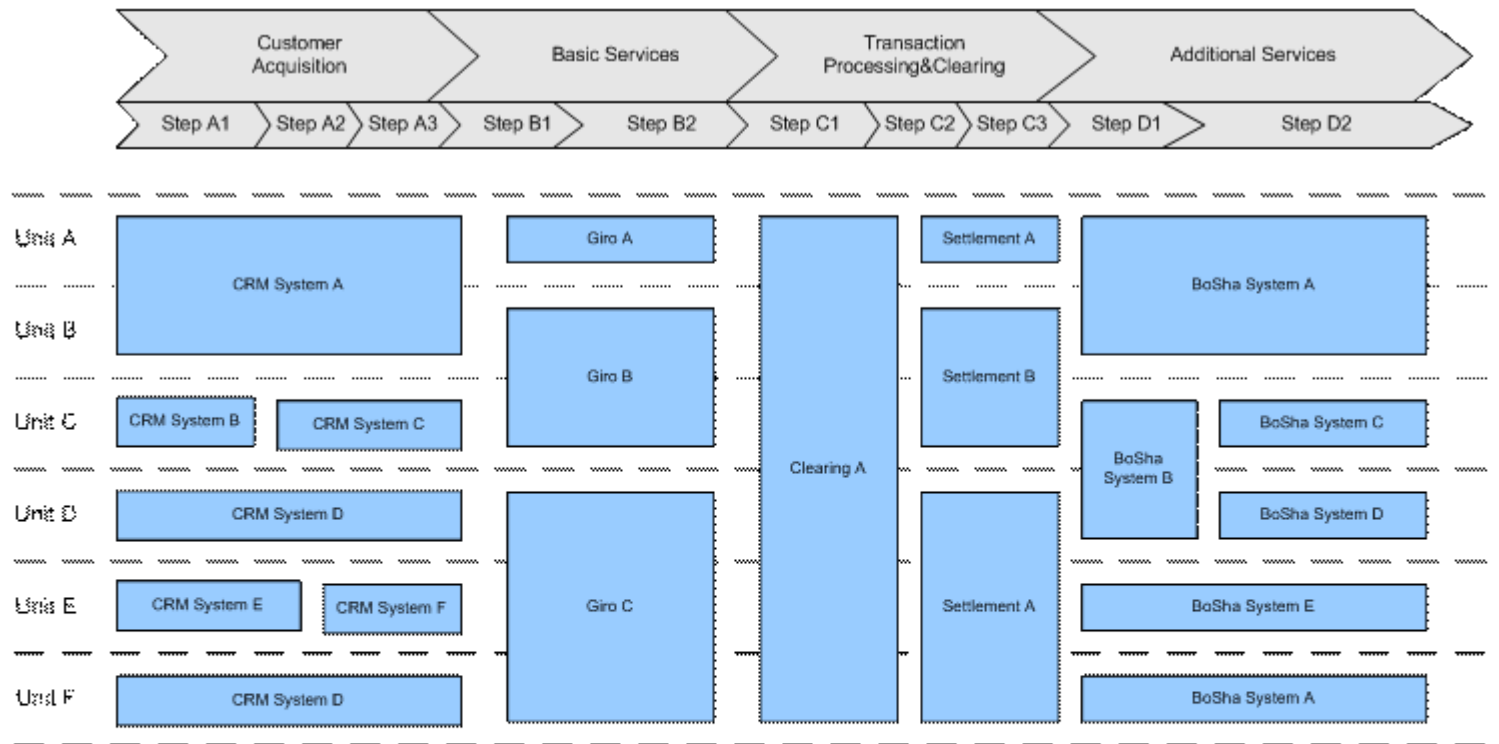 Customer
Acquisition
Basic Services
Transaction
Processing&Clearing
Additional Services
Step A1
Step A2
Step A3
Step B1
Step B2
Step C1
Step C2
Step C3
Step D1
Step D2
Unit A
CRM System A
Giro A
Clearing A
Settlement A
BoSha System A
Unit B
Giro B
Settlement B
Unit C
CRM System B
CRM System C
BoSha
System B
BoSha System C
Unit D
CRM System D
Giro C
Settlement A
BoSha System D
Unit E
CRM System E
CRM System F
BoSha System E
Unit F
CRM System D
BoSha System A